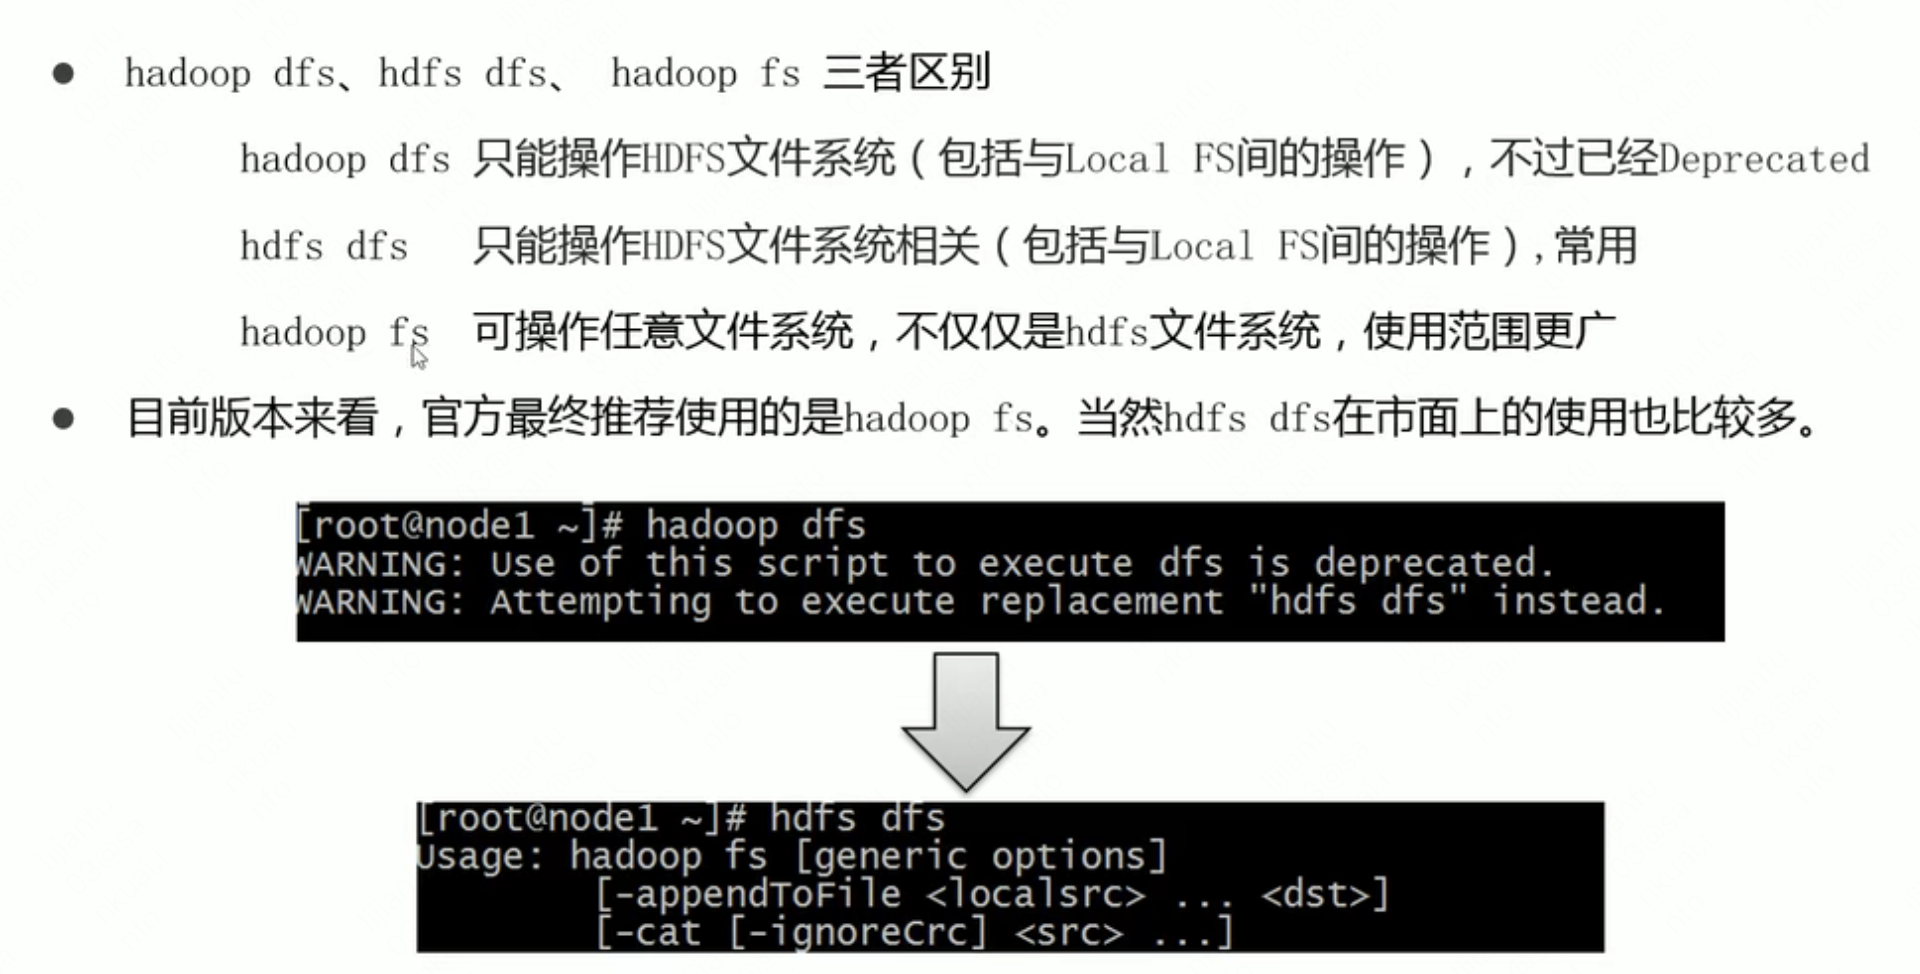 ● hadoop dfs、hdfs dfs、 hadoop fs 三者区别
hadoop dfs 只能操作HDFS文件系统（包括与Local FS间的操作），不过已经Deprecated
hdfs dfs 只能操作HDFS文件系统相关（包括与Local FS间的操作）,常用
hadoop fs 可操作任意文件系统，不仅仅是hdfs文件系统，使用范围更广
● 目前版本来看，官方最终推荐使用的是hadoop fs。当然hdfs dfs在市面上的使用也比较多。
[root@node1 ~]# hadoop dfs
WARNING: Use of this script to execute dfs is deprecated.
WARNING: Attempting to execute replacement "hdfs dfs" instead.
[root@node1 ~]# hdfs dfs
Usage: hadoop fs [generic options]
[-appendToFile <localsrc> ... <dst>]
[-cat [-ignoreCrc] <src> ...]